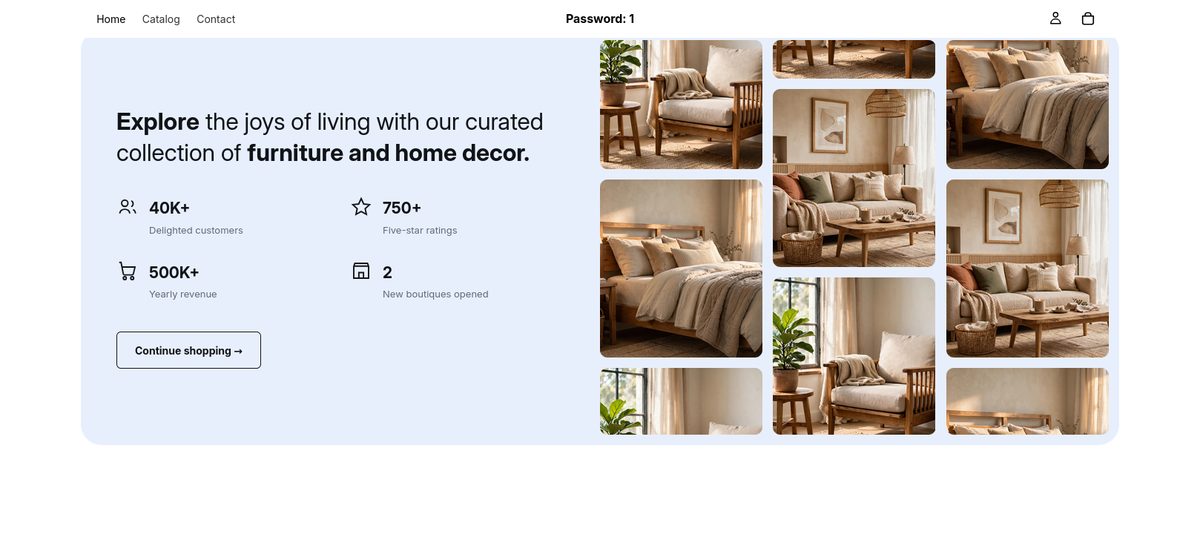 Home Catalog Contact Password: 1
Explore the joys of living with our curated
collection of furniture and home decor.
40K+
Delighted customers
750+
Five-star ratings
500K+
Yearly revenue
2
New boutiques opened
Continue shopping →